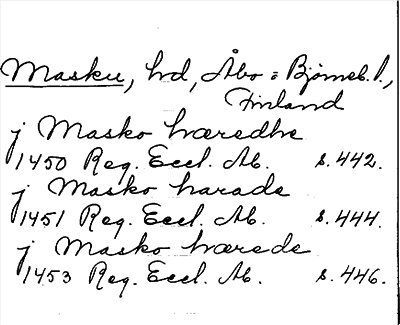 Masku, hd, Åbo o Bjørneb. l.,
Finland
j Masko hæredhe
1450 Reg. Eccl. Ab. s. 442.
j Masko harade
1451 Reg. Eccl. Ab. s. 444.
j Masko hærede
1453 Reg. Eccl. Ab. s. 446.